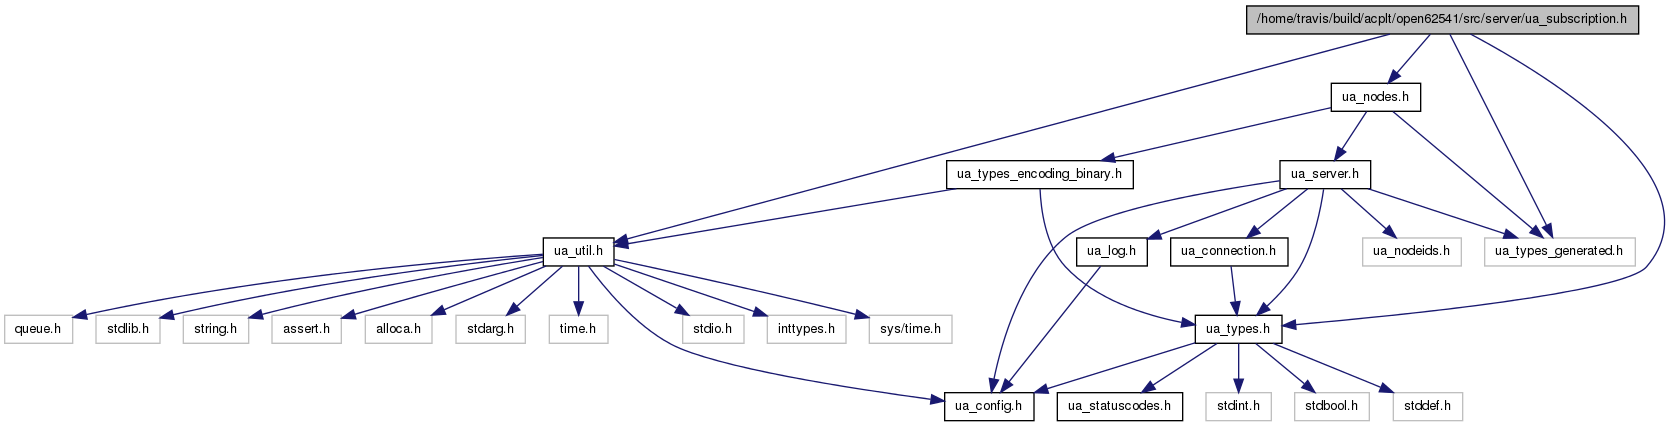 /home/travis/build/acplt/open62541/src/server/ua_subscription.h
ua_nodes.h
ua_types_encoding_binary.h
ua_server.h
ua_util.h
ua_log.h
ua_connection.h
ua_nodeids.h
ua_types_generated.h
queue.h
stdlib.h
string.h
assert.h
alloca.h
stdarg.h
time.h
stdio.h
inttypes.h
sys/time.h
ua_types.h
ua_config.h
ua_statuscodes.h
stdint.h
stdbool.h
stddef.h